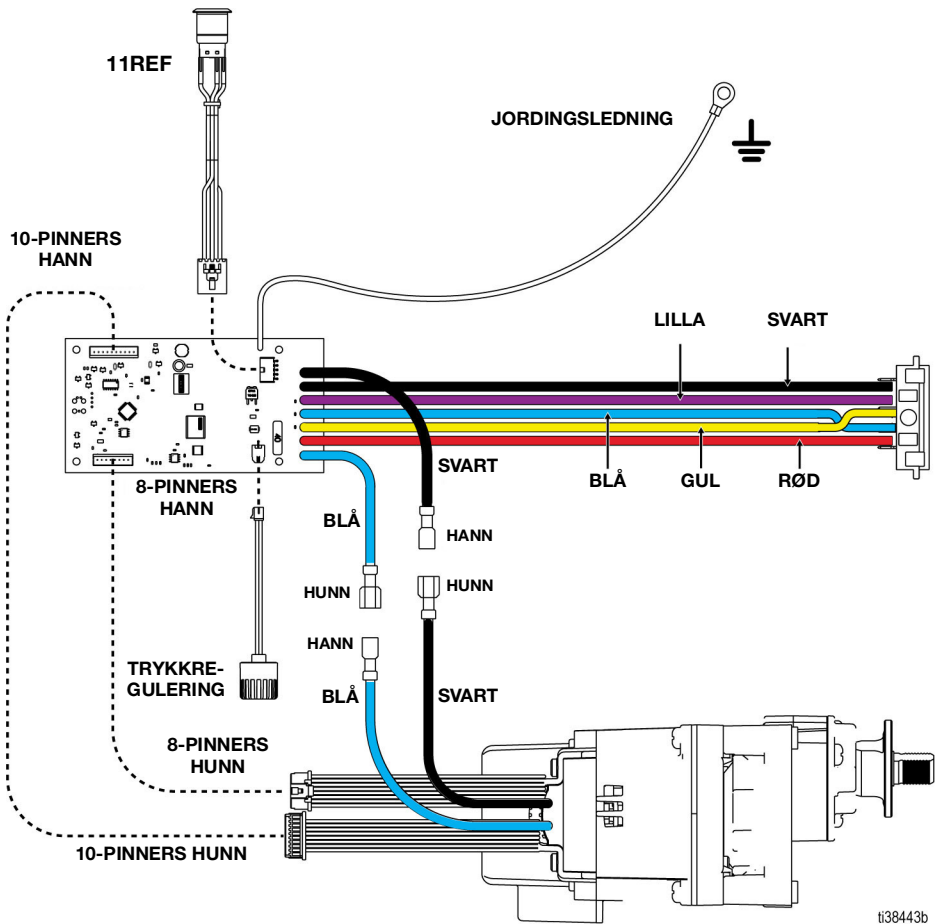 11REF
JORDINGSLEDNING
10-PINNERS
HANN
LILLA
SVART
BLÅ
GUL
RØD
SVART
8-PINNERS
HANN
BLÅ
HANN
HUNN
HUNN
HANN
TRYKKRE-
GULERING
BLÅ
SVART
8-PINNERS
HUNN
10-PINNERS HUNN
ti38443b